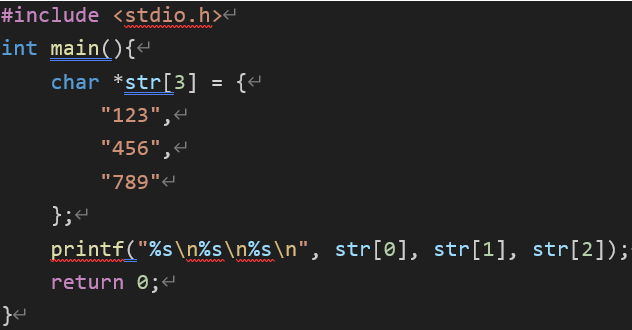 #include <stdio.h>↵
int main(){↵
    char *str[3] = {↵
        "123",↵
        "456",↵
        "789"↵
    };↵
    printf("%s\n%s\n%s\n", str[0], str[1], str[2]);↵
    return 0;↵
}↵